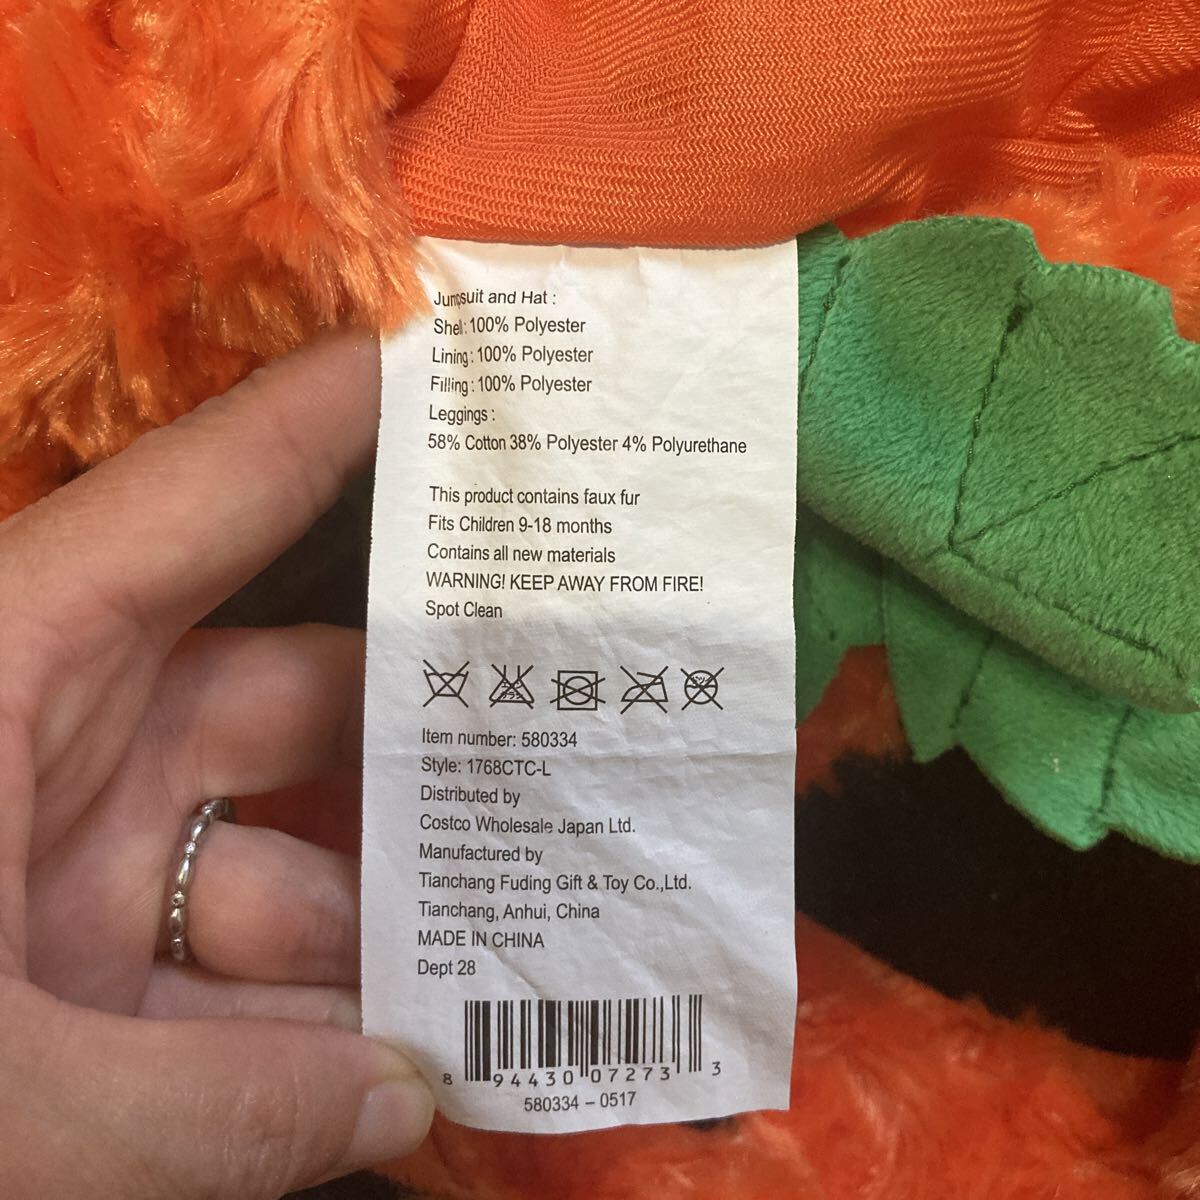 Jumpsuit and Hat :
Shell: 100% Polyester
Lining : 100% Polyester
Filling : 100% Polyester
Leggings :
58% Cotton 38% Polyester 4% Polyurethane
This product contains faux fur
Fits Children 9-18 months
Contains all new materials
WARNING! KEEP AWAY FROM FIRE!
Spot Clean
Item number: 580334
Style: 1768CTC-L
Distributed by
Costco Wholesale Japan Ltd.
Manufactured by
Tianchang Fuding Gift & Toy Co.,Ltd.
Tianchang, Anhui, China
MADE IN CHINA
Dept 28
8 94430 07273 3
580334 – 0517